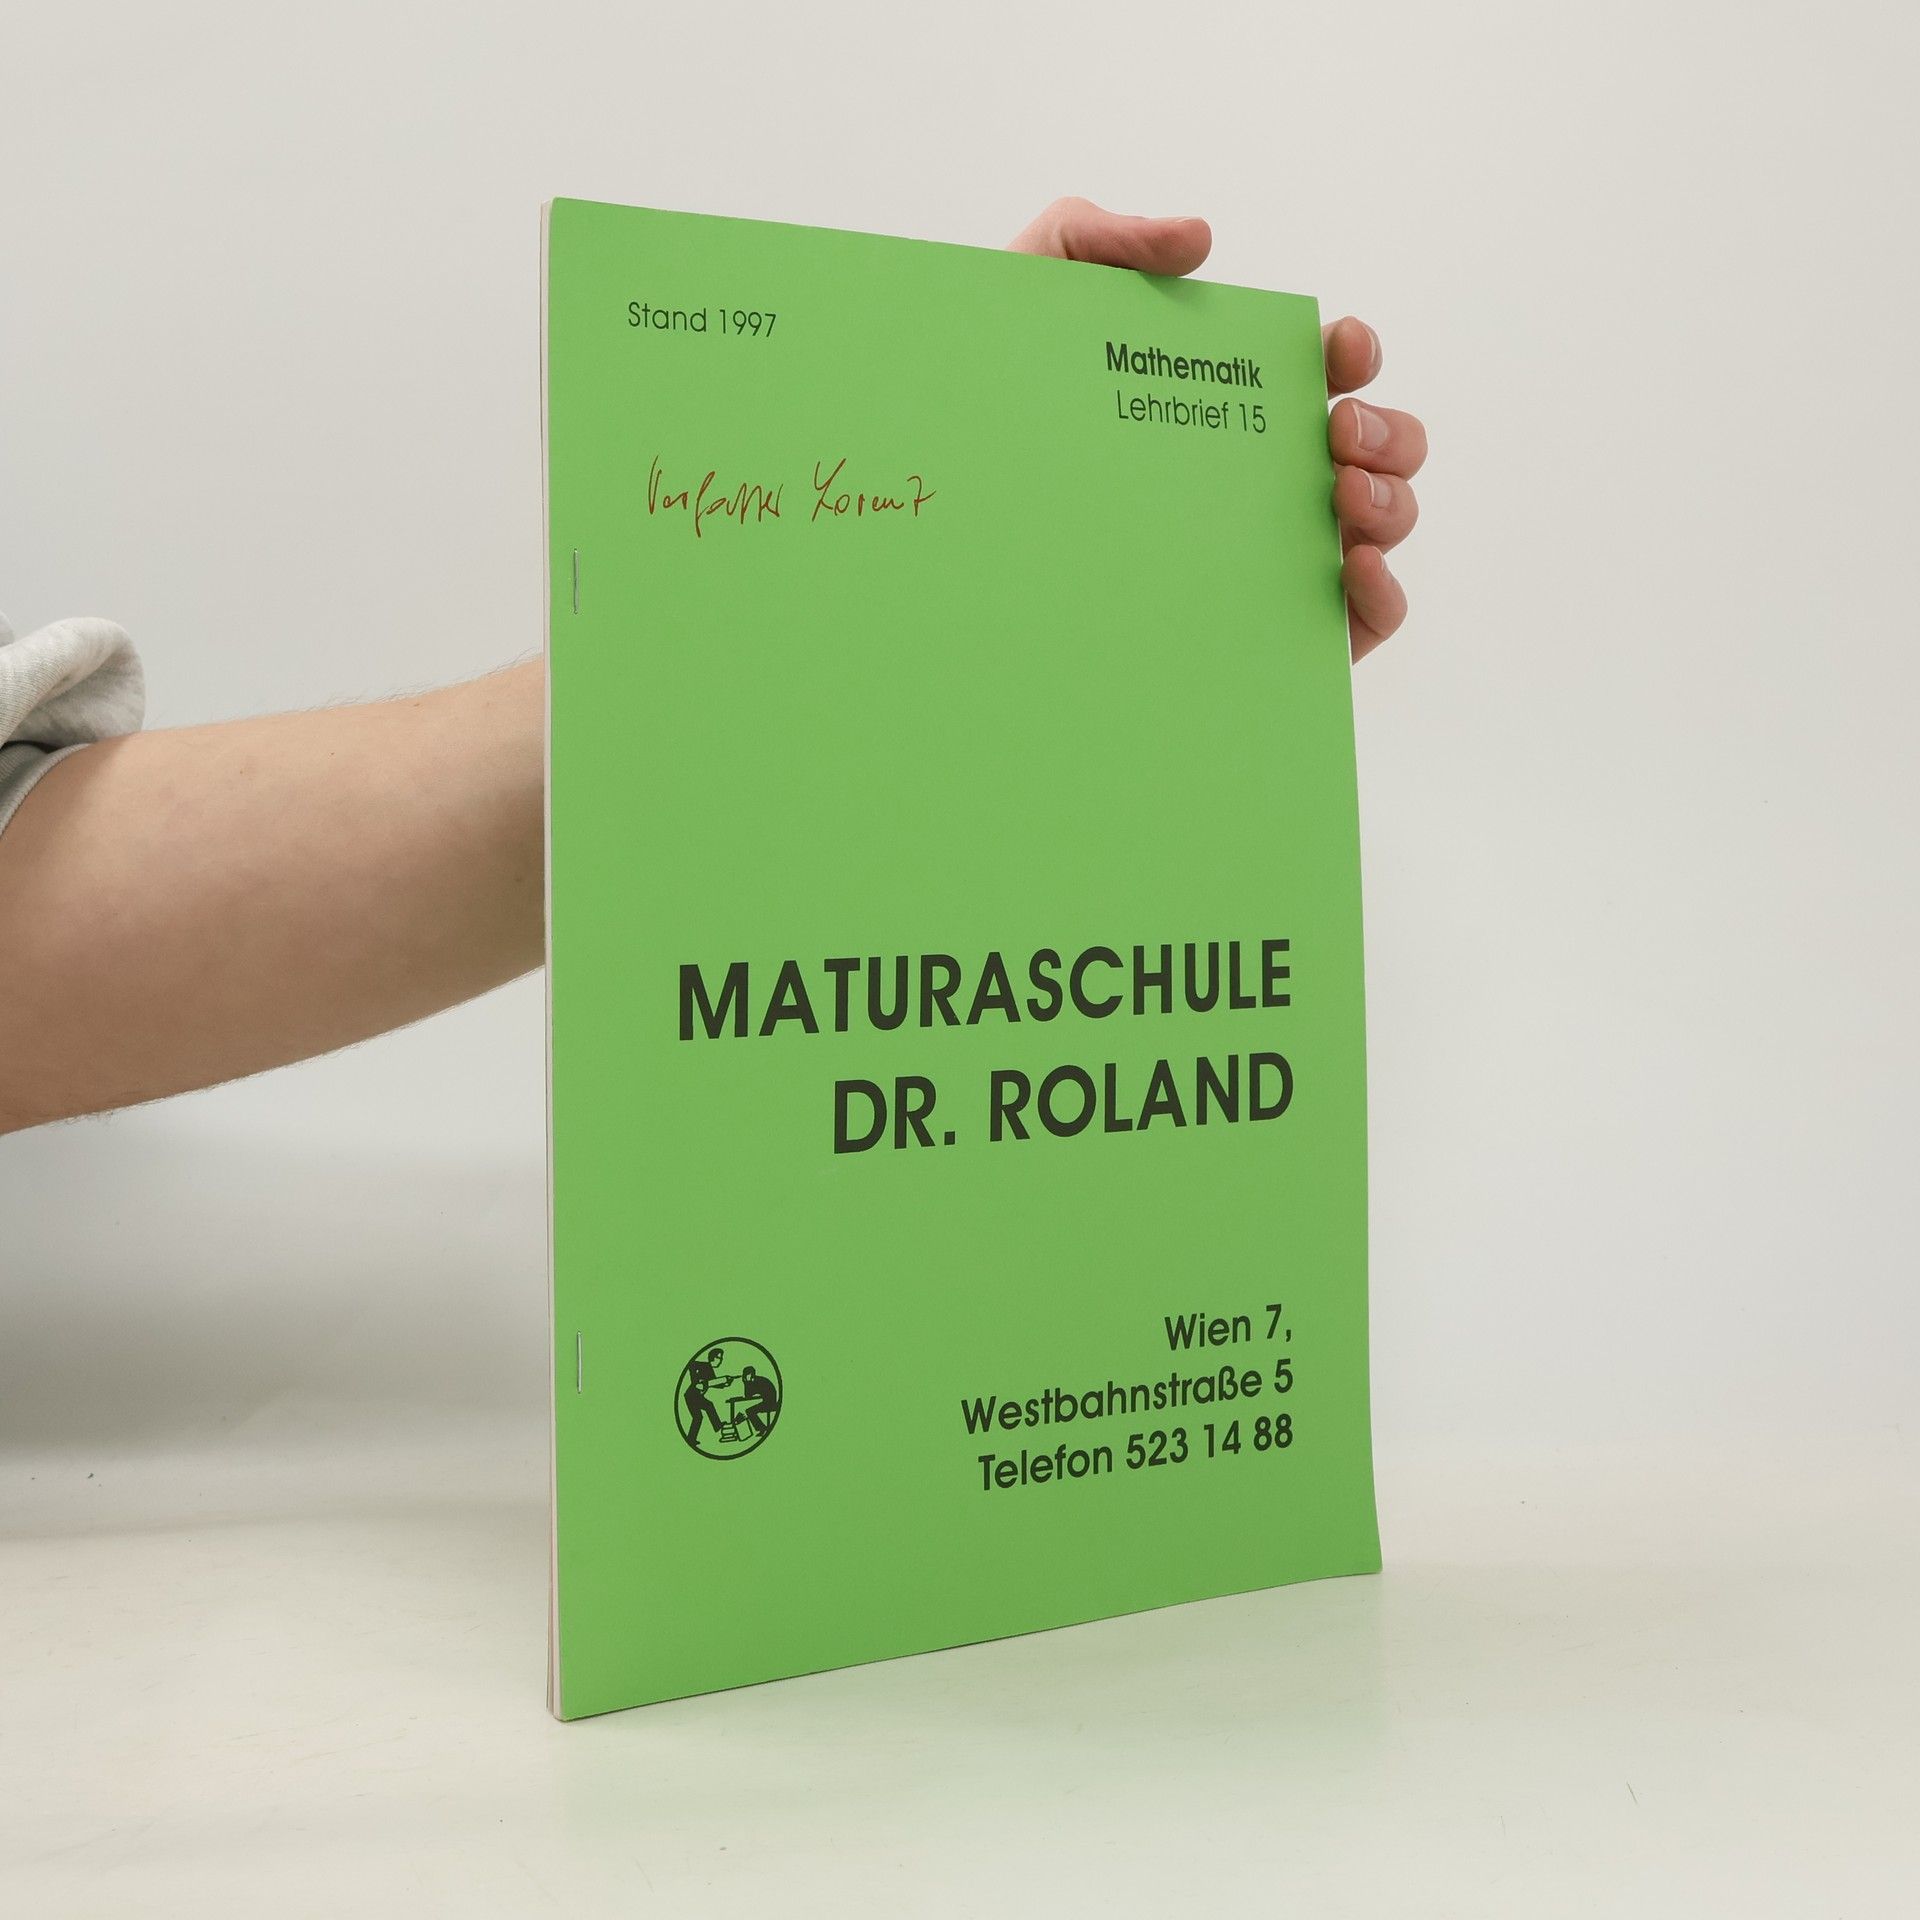 Stand 1997
Mathematik
Lehrbrief 15
Verfasser Lorenz
MATURASCHULE
DR. ROLAND
Wien 7,
Westbahnstraße 5
Telefon 523 14 88